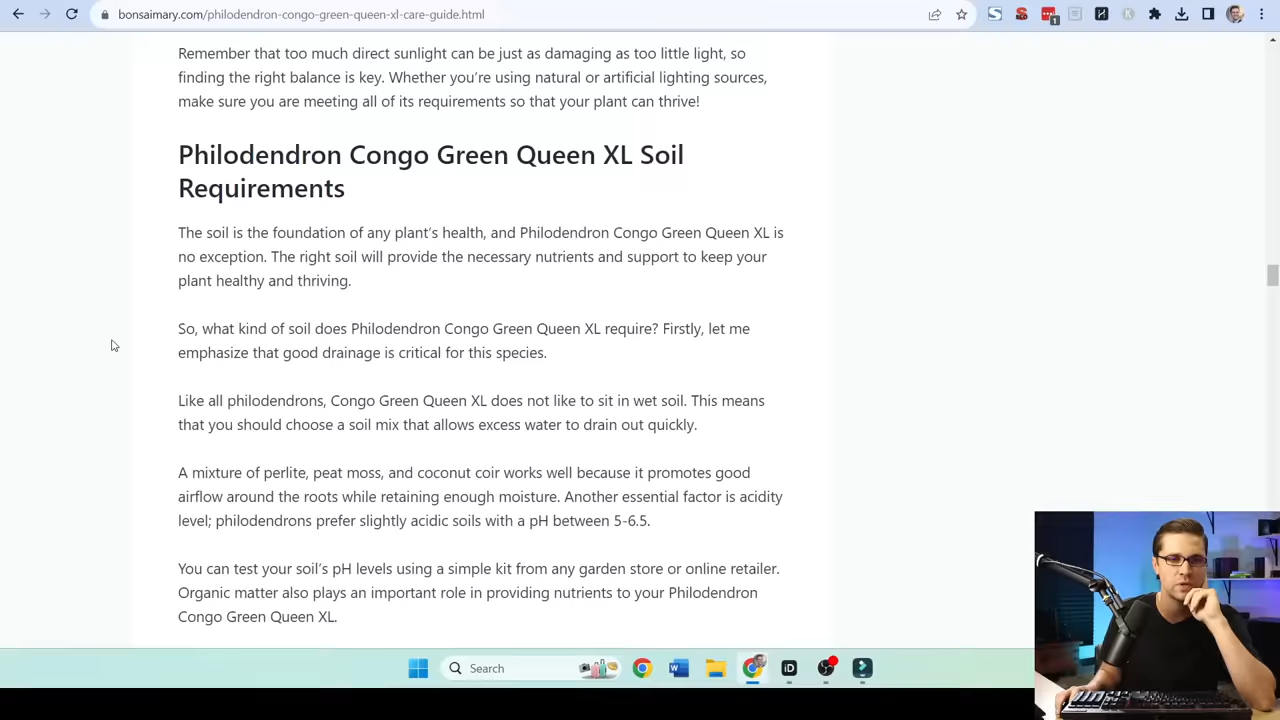 bonsaimary.com/philodendron-congo-green-queen-xl-care-guide.html
1
Remember that too much direct sunlight can be just as damaging as too little light, so
finding the right balance is key. Whether you’re using natural or artificial lighting sources,
make sure you are meeting all of its requirements so that your plant can thrive!
Philodendron Congo Green Queen XL Soil
Requirements
The soil is the foundation of any plant’s health, and Philodendron Congo Green Queen XL is
no exception. The right soil will provide the necessary nutrients and support to keep your
plant healthy and thriving.
So, what kind of soil does Philodendron Congo Green Queen XL require? Firstly, let me
emphasize that good drainage is critical for this species.
Like all philodendrons, Congo Green Queen XL does not like to sit in wet soil. This means
that you should choose a soil mix that allows excess water to drain out quickly.
A mixture of perlite, peat moss, and coconut coir works well because it promotes good
airflow around the roots while retaining enough moisture. Another essential factor is acidity
level; philodendrons prefer slightly acidic soils with a pH between 5-6.5.
You can test your soil’s pH levels using a simple kit from any garden store or online retailer.
Organic matter also plays an important role in providing nutrients to your Philodendron
Congo Green Queen XL.
Search